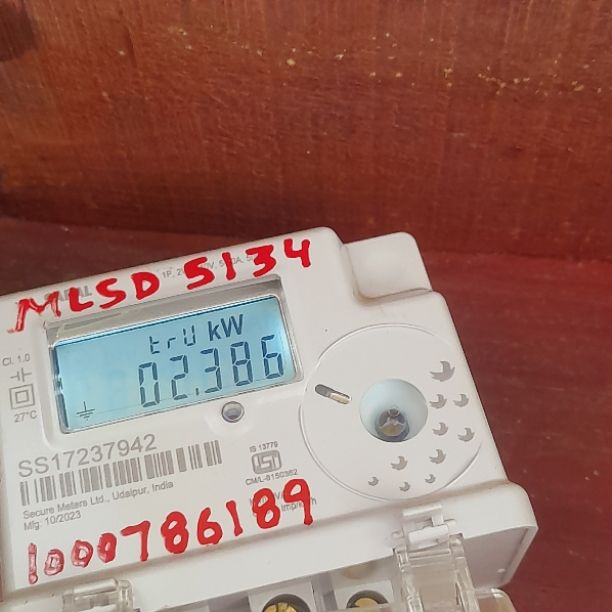 MLSD 5134
trU kW
02.386
Cl. 1.0
27°C
SS17237942
IS 13779
CM/L-8150362
Secure Meters Ltd., Udaipur, India
Mfg: 10/2023
1000786189